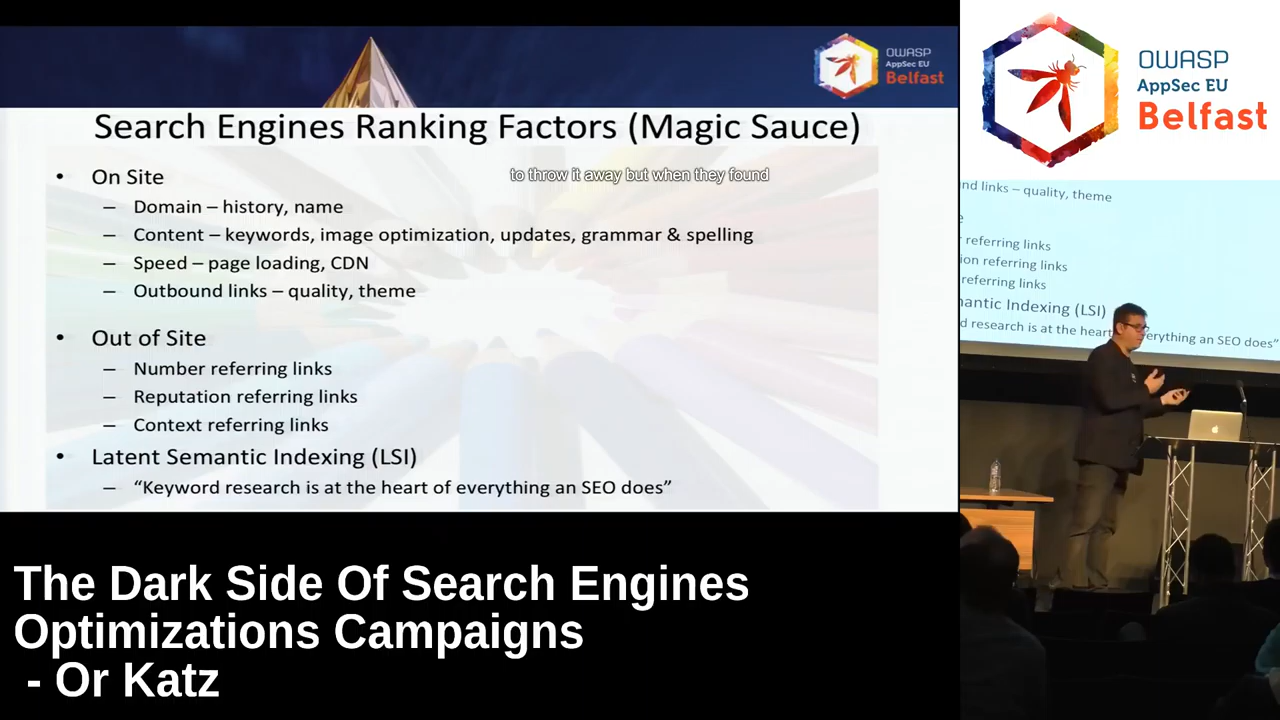 OWASP
AppSec EU
Belfast
Search Engines Ranking Factors (Magic Sauce)
to throw it away but when they found
• On Site
– Domain – history, name
– Content – keywords, image optimization, updates, grammar & spelling
– Speed – page loading, CDN
– Outbound links – quality, theme
• Out of Site
– Number referring links
– Reputation referring links
– Context referring links
• Latent Semantic Indexing (LSI)
– “Keyword research is at the heart of everything an SEO does”
OWASP
AppSec EU
Belfast
nd links – quality, theme
referring links
ion referring links
referring links
mantic Indexing (LSI)
d research is at the heart erything an SEO does”
The Dark Side Of Search Engines
Optimizations Campaigns
- Or Katz